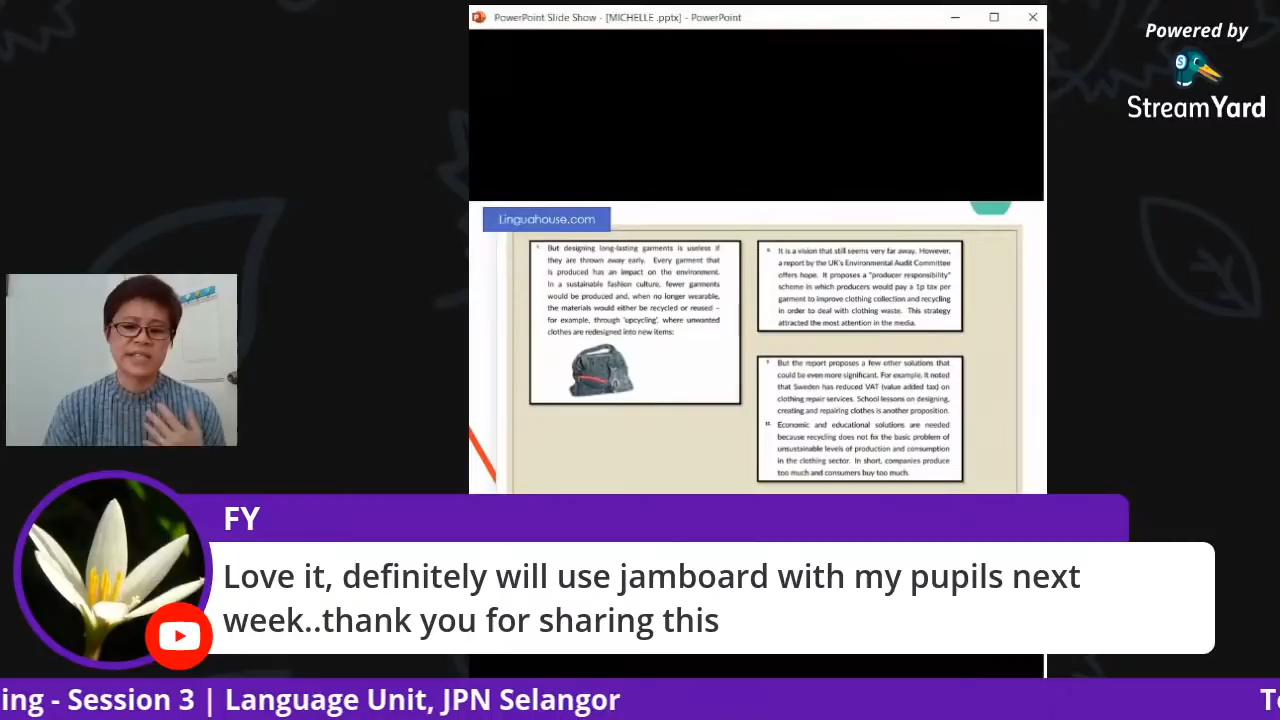 PowerPoint Slide Show - [MICHELLE .pptx] - PowerPoint
Powered by
StreamYard
Linguahouse.com
But designing long-lasting garments is useless if
they are thrown away early. Every garment that
is produced has an impact on the environment.
In a sustainable fashion culture, fewer garments
would be produced and, when no longer wearable,
the materials would either be recycled or reused –
for example, through 'upcycling', where unwanted
clothes are redesigned into new items:
It is a vision that still seems very far away. However,
a report by the UK's Environmental Audit Committee
offers hope. It proposes a "producer responsibility"
scheme in which producers would pay a 1p tax per
garment to improve clothing collection and recycling
in order to deal with clothing waste. This strategy
attracted the most attention in the media.
But the report proposes a few other solutions that
could be even more significant. For example, it noted
that Sweden has reduced VAT (value added tax) on
clothing repair services. School lessons on designing,
creating and repairing clothes is another proposition.
Economic and educational solutions are needed
because recycling does not fix the basic problem of
unsustainable levels of production and consumption
in the clothing sector. In short, companies produce
too much and consumers buy too much.
FY
Love it, definitely will use jamboard with my pupils next
week..thank you for sharing this
ing - Session 3 | Language Unit, JPN Selangor